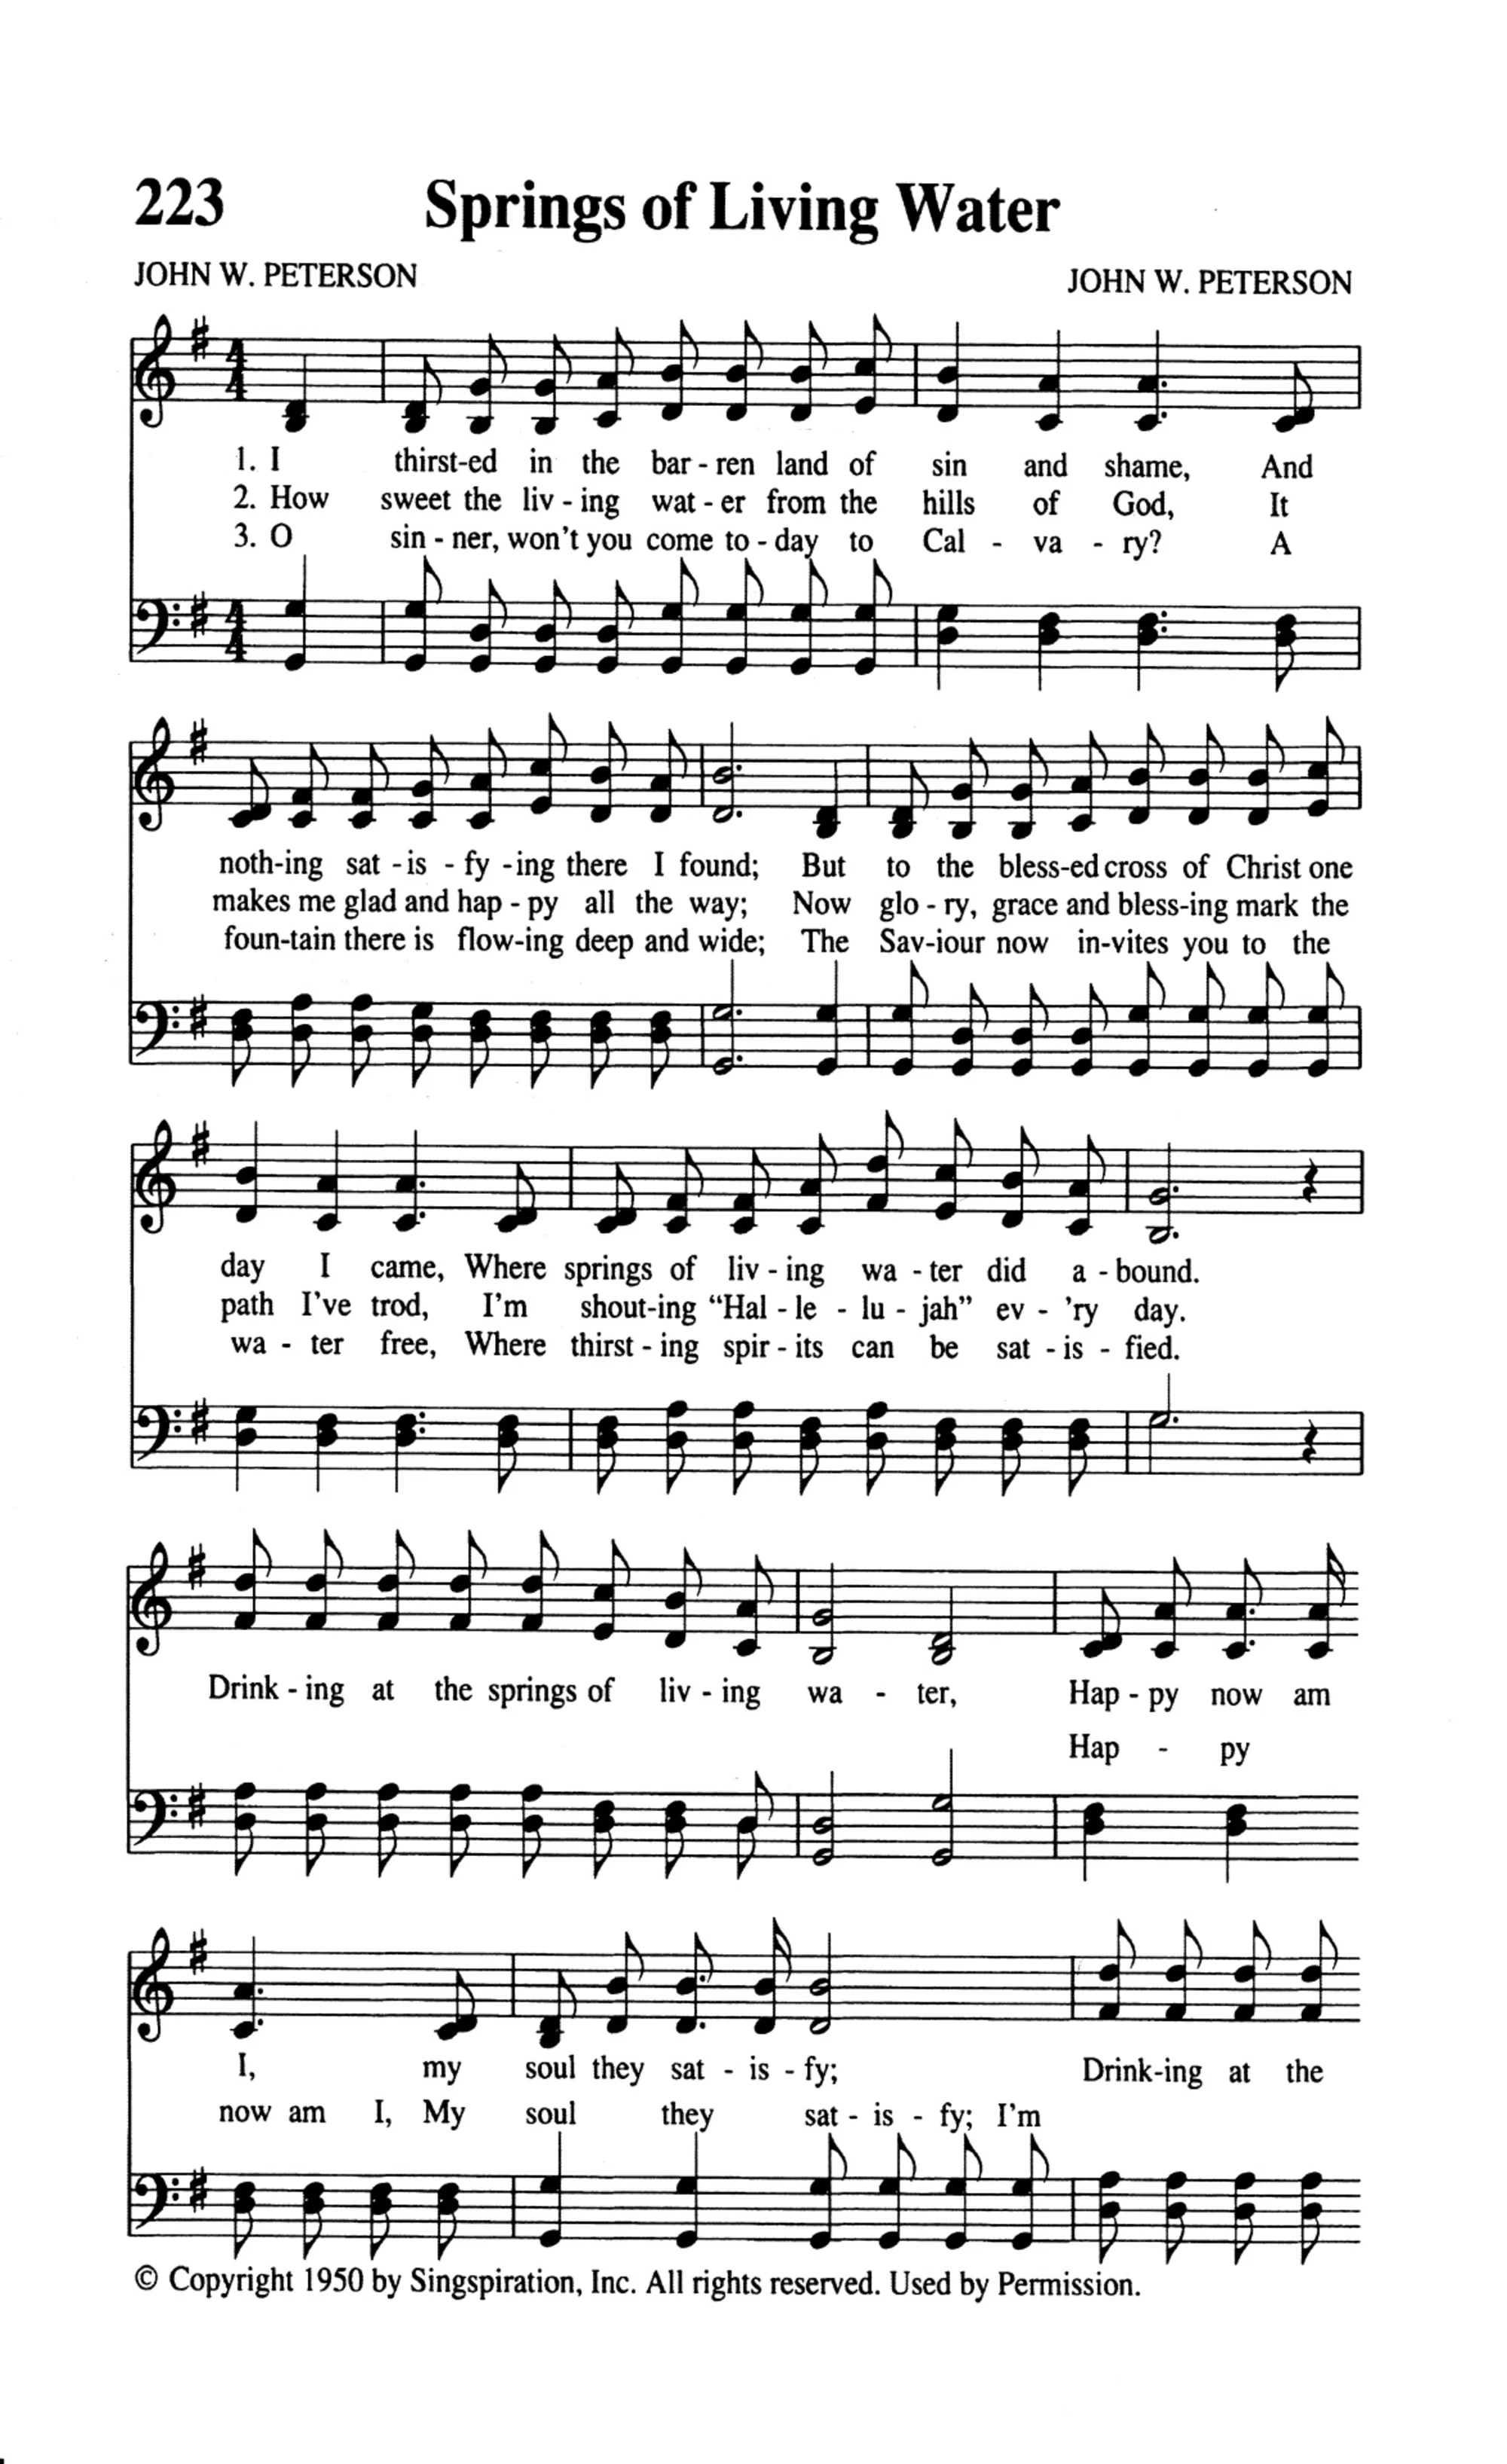 223 Springs of Living Water
JOHN W. PETERSON JOHN W. PETERSON
4 4
1. I thirst-ed in the bar - ren land of sin and shame, And
2. How sweet the liv - ing wat - er from the hills of God, It
3. O sin - ner, won't you come to - day to Cal - va - ry? A
4 4
noth-ing sat - is - fy - ing there I found; But to the bless-ed cross of Christ one
makes me glad and hap - py all the way; Now glo - ry, grace and bless-ing mark the
foun-tain there is flow-ing deep and wide; The Sav-iour now in-vites you to the
day I came, Where springs of liv - ing wa - ter did a - bound.
path I've trod, I'm shout-ing “Hal - le - lu - jah” ev - 'ry day.
wa - ter free, Where thirst - ing spir - its can be sat - is - fied.
Drink - ing at the springs of liv - ing wa - ter, Hap - py now am
Hap - py
I, my soul they sat - is - fy; Drink-ing at the
now am I, My soul they sat - is - fy; I'm
© Copyright 1950 by Singspiration, Inc. All rights reserved. Used by Permission.